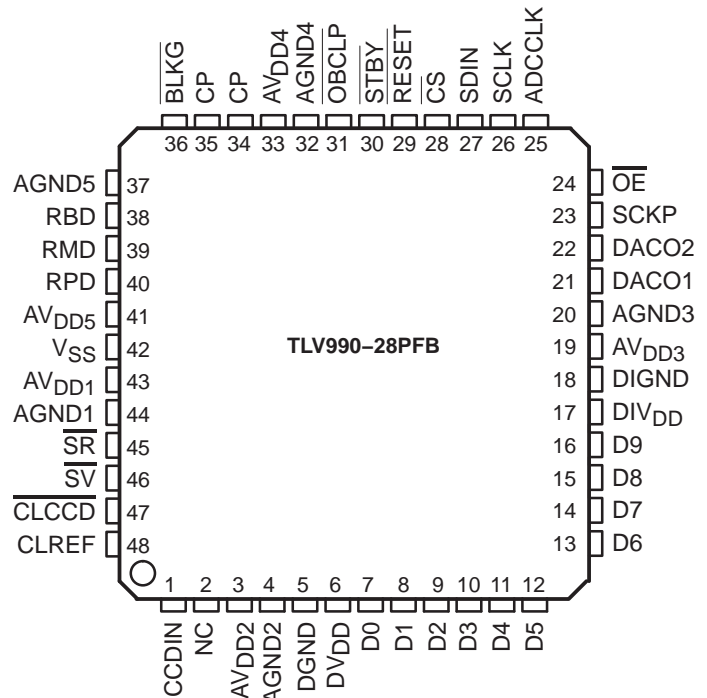 BLKG
CP
CP
AVDD4
AGND4
OBCLP
STBY
RESET
CS
SDIN
SCLK
ADCCLK
36 35 34 33 32 31 30 29 28 27 26 25
AGND5 37
RBD 38
RMD 39
RPD 40
AVDD5 41
VSS 42
AVDD1 43
AGND1 44
SR 45
SV 46
CLCCD 47
CLREF 48
TLV990–28PFB
24 OE
23 SCKP
22 DACO2
21 DACO1
20 AGND3
19 AVDD3
18 DIGND
17 DIVDD
16 D9
15 D8
14 D7
13 D6
1 2 3 4 5 6 7 8 9 10 11 12
CCDIN
NC
AVDD2
AGND2
DGND
DVDD
D0
D1
D2
D3
D4
D5